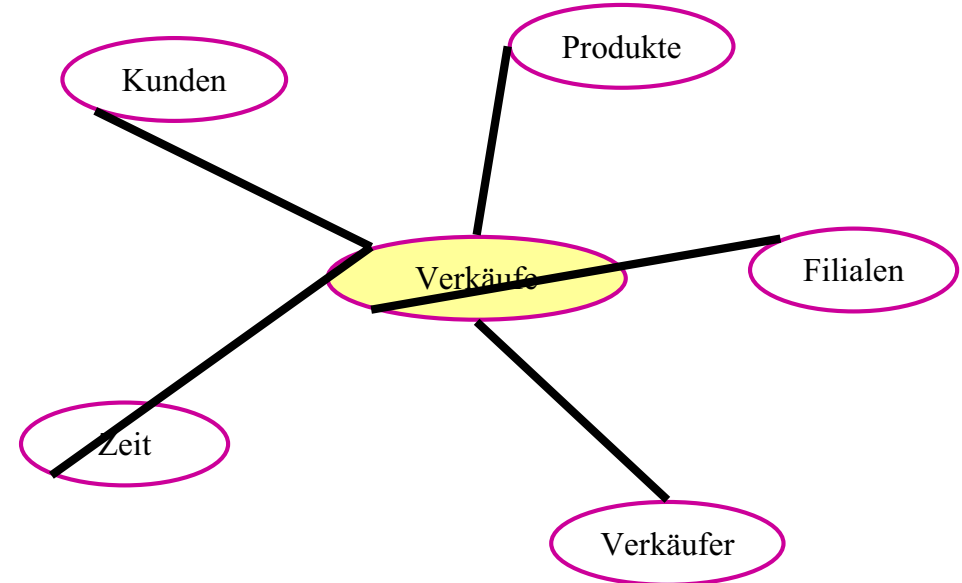 Produkte
Kunden
Filialen
Verkäufe
Zeit
Verkäufer